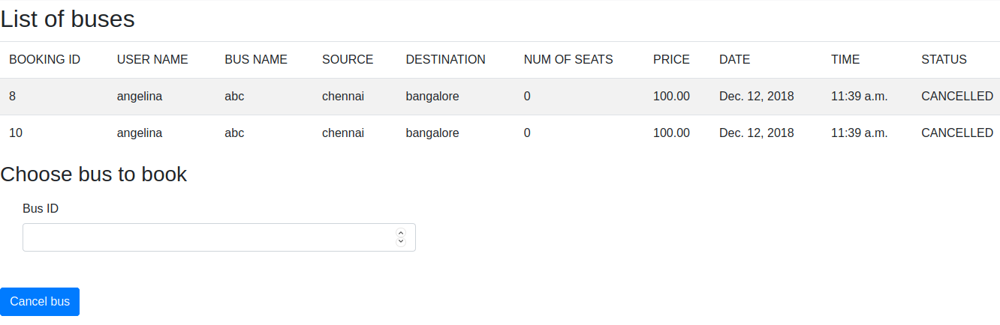 List of buses
BOOKING ID USER NAME BUS NAME SOURCE DESTINATION NUM OF SEATS PRICE DATE TIME STATUS
8 angelina abc chennai bangalore 0 100.00 Dec. 12, 2018 11:39 a.m. CANCELLED
10 angelina abc chennai bangalore 0 100.00 Dec. 12, 2018 11:39 a.m. CANCELLED
Choose bus to book
Bus ID
Cancel bus